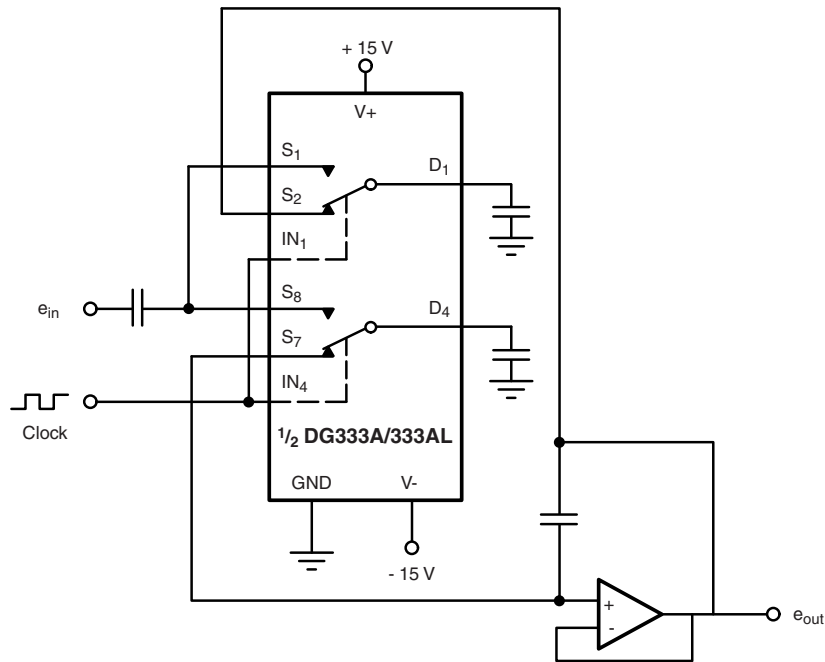 + 15 V
V+
S1
D1
S2
IN1
ein
S8
D4
S7
IN4
Clock
1/2 DG333A/333AL
GND
V-
- 15 V
+
-
eout